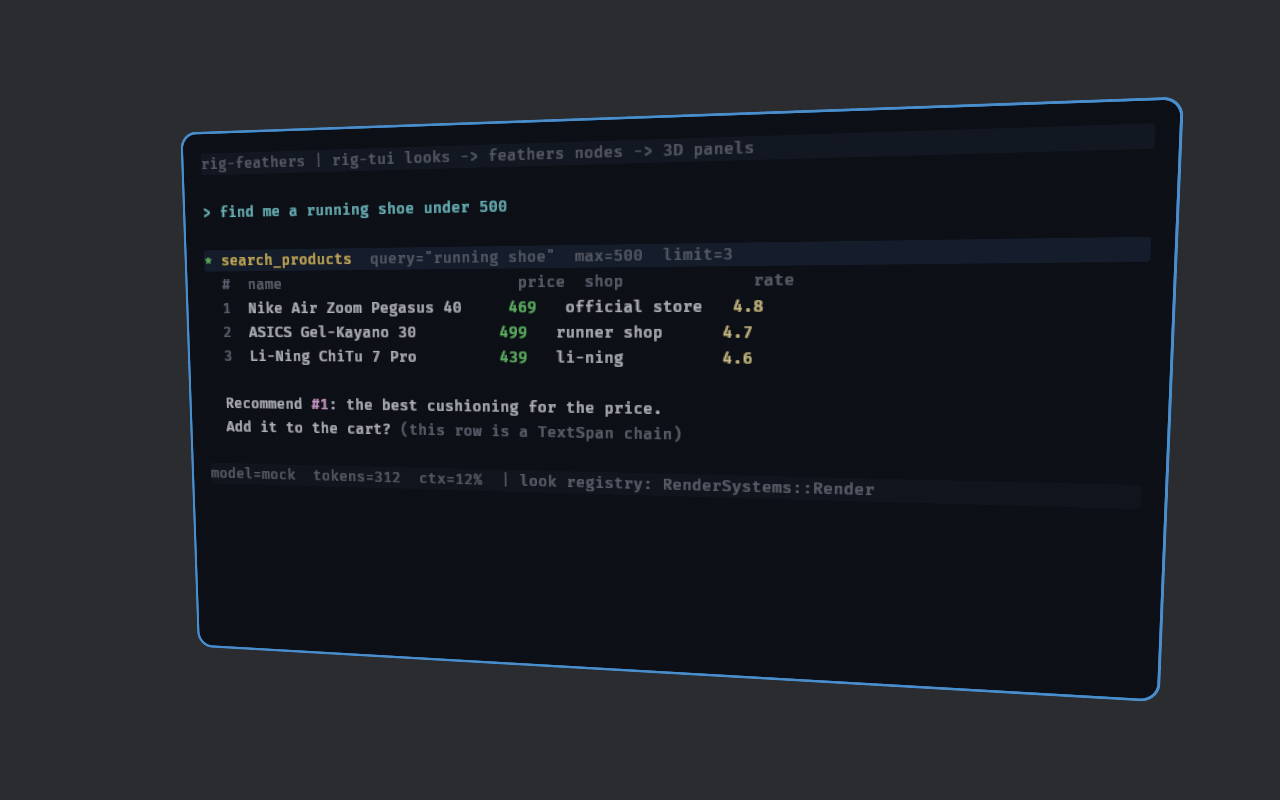 rig-feathers | rig-tui looks -> feathers nodes -> 3D panels
> find me a running shoe under 500
* search_products query="running shoe" max=500 limit=3
# name price shop rate
1 Nike Air Zoom Pegasus 40 469 official store 4.8
2 ASICS Gel-Kayano 30 499 runner shop 4.7
3 Li-Ning ChiTu 7 Pro 439 li-ning 4.6
Recommend #1: the best cushioning for the price.
Add it to the cart? (this row is a TextSpan chain)
model=mock tokens=312 ctx=12% | look registry: RenderSystems::Render